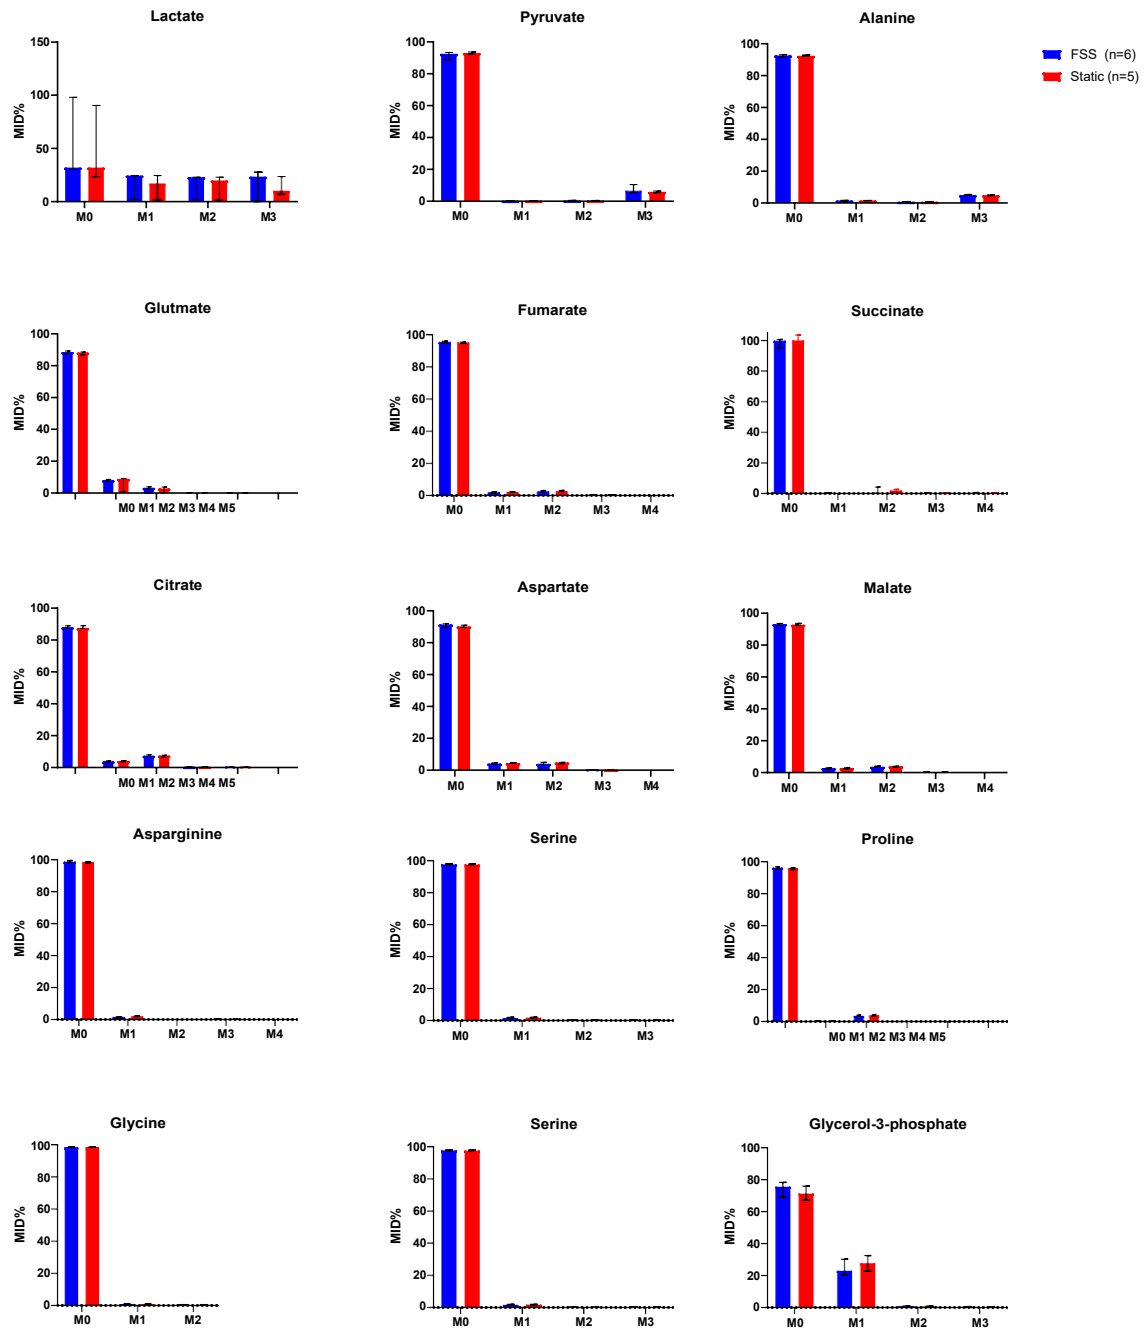 Lactate
150
100
50
0
MID%
M0 M1 M2 M3
Pyruvate
100
80
60
40
20
0
MID%
M0 M1 M2 M3
Alanine
100
80
60
40
20
0
MID%
M0 M1 M2 M3
FSS (n=6)
Static (n=5)
Glutmate
100
80
60
40
20
0
MID%
M0 M1 M2 M3 M4 M5
Fumarate
100
80
60
40
20
0
MID%
M0 M1 M2 M3 M4
Succinate
100
80
60
40
20
0
MID%
M0 M1 M2 M3 M4
Citrate
100
80
60
40
20
0
MID%
M0 M1 M2 M3 M4 M5
Aspartate
100
80
60
40
20
0
MID%
M0 M1 M2 M3 M4
Malate
100
80
60
40
20
0
MID%
M0 M1 M2 M3 M4
Asparginine
100
80
60
40
20
0
MID%
M0 M1 M2 M3 M4
Serine
100
80
60
40
20
0
MID%
M0 M1 M2 M3
Proline
100
80
60
40
20
0
MID%
M0 M1 M2 M3 M4 M5
Glycine
100
80
60
40
20
0
MID%
M0 M1 M2
Serine
100
80
60
40
20
0
MID%
M0 M1 M2 M3
Glycerol-3-phosphate
100
80
60
40
20
0
MID%
M0 M1 M2 M3